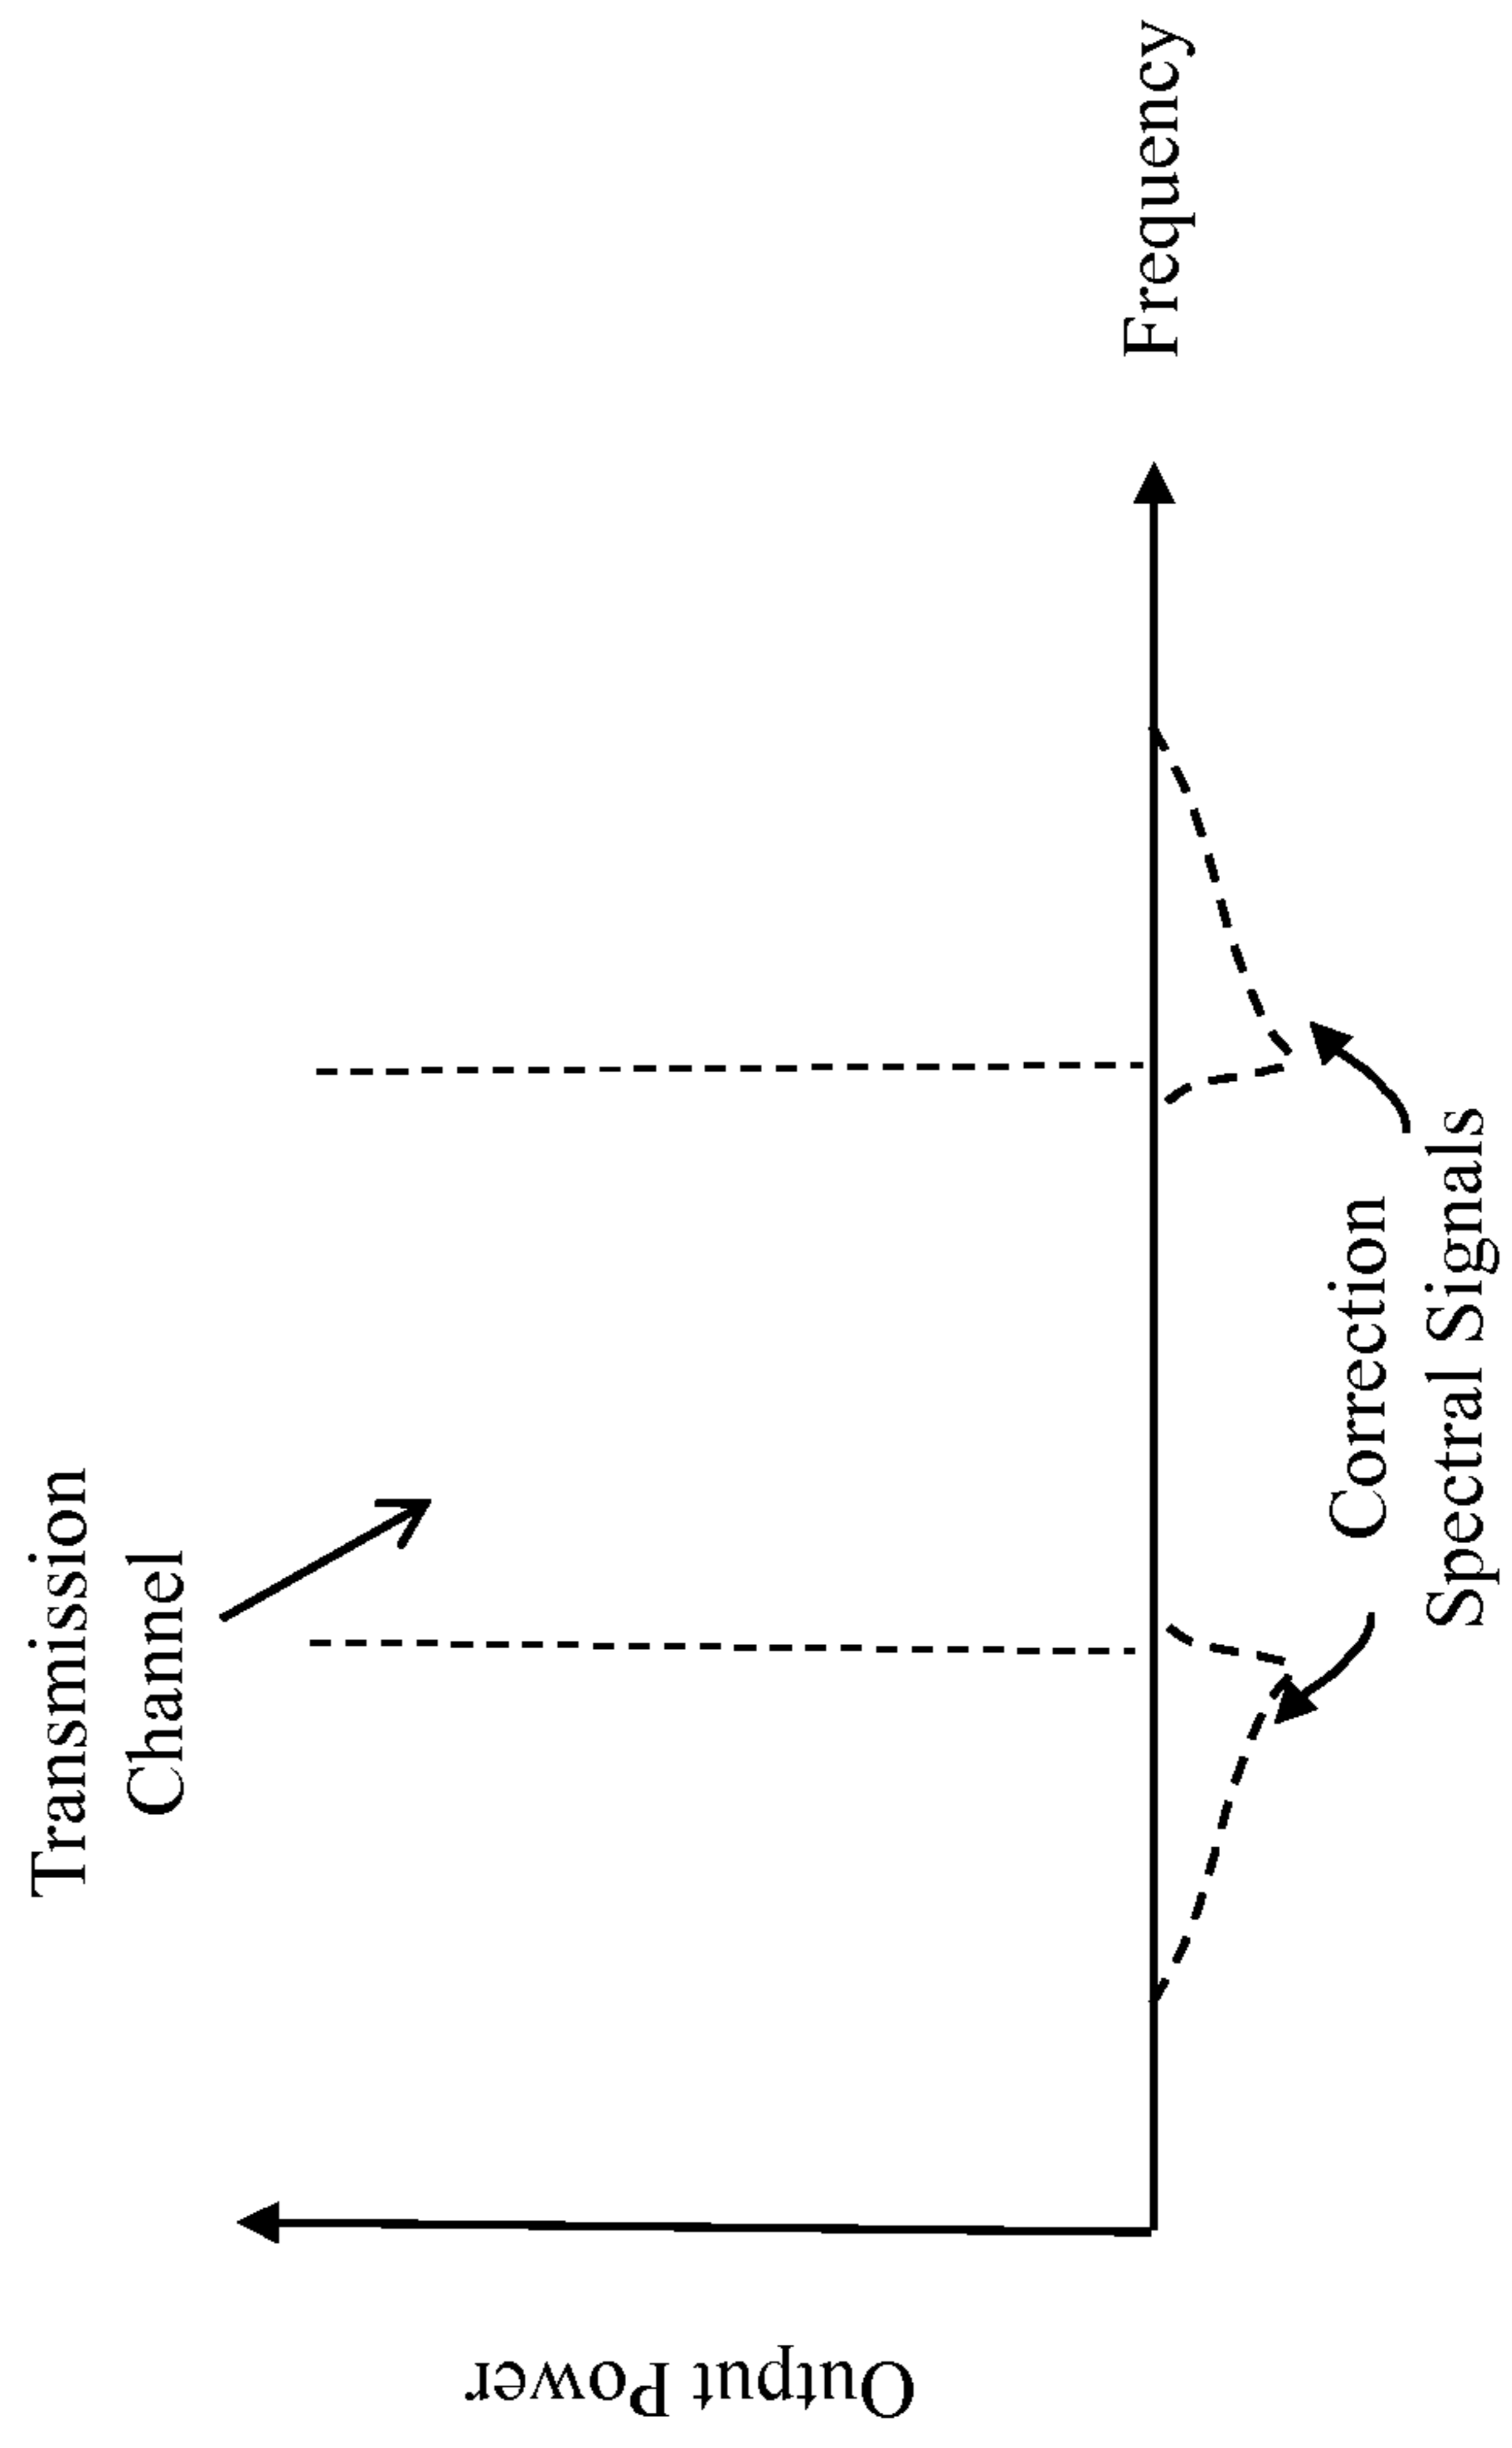 Transmission
Channel
Output Power
Frequency
Correction
Spectral Signals